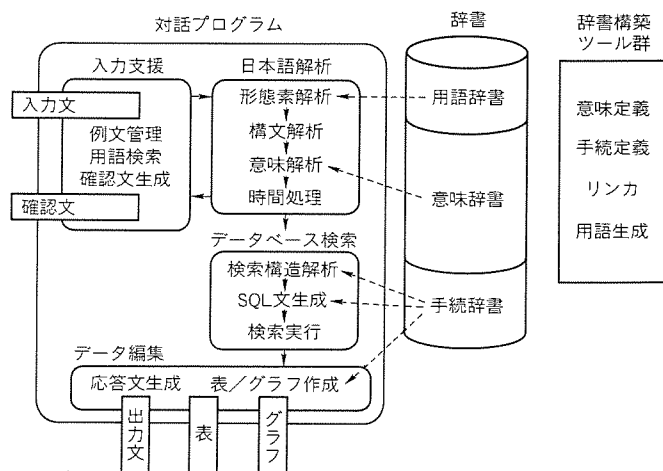 対話プログラム
辞書
辞書構築
ツール群
入力支援
日本語解析
入力文
例文管理
用語検索
確認文生成
確認文
形態素解析
構文解析
意味解析
時間処理
データベース検索
検索構造解析
SQL文生成
検索実行
データ編集
応答文生成
表/グラフ作成
出力文
表
グラフ
用語辞書
意味辞書
手続辞書
意味定義
手続定義
リンカ
用語生成